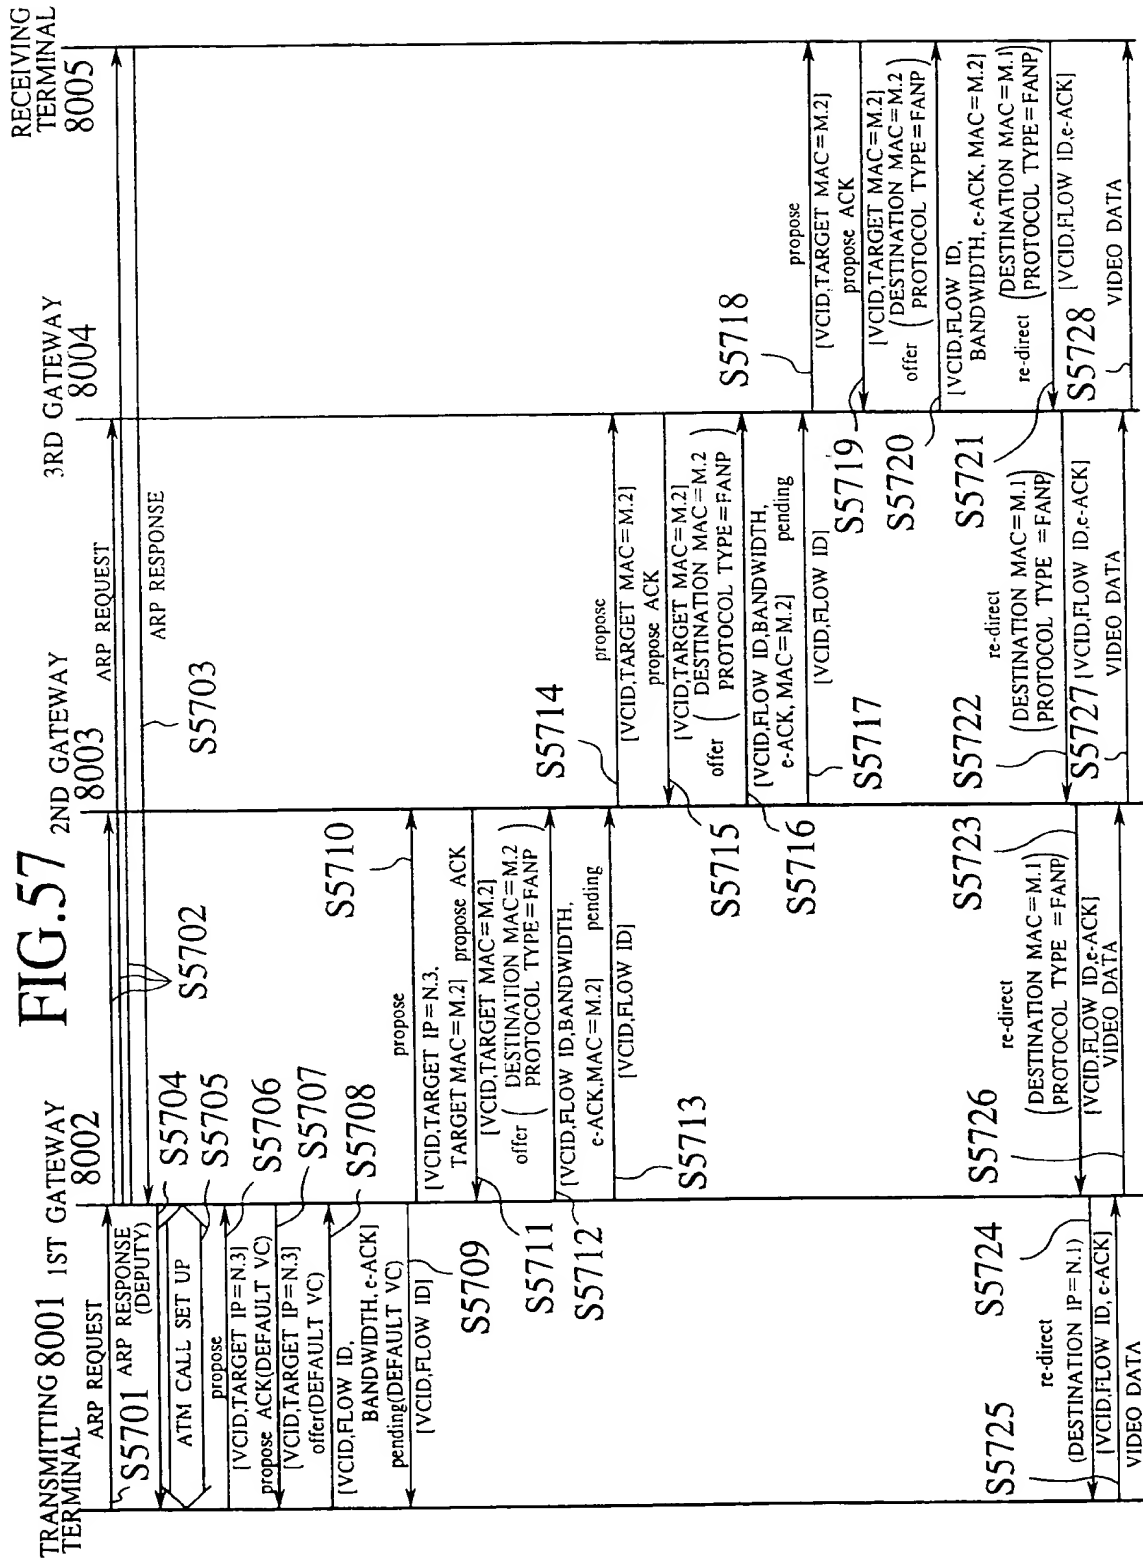 FIG.57
TRANSMITTING 8001
TERMINAL
1ST GATEWAY
8002
2ND GATEWAY
8003
3RD GATEWAY
8004
RECEIVING
TERMINAL
8005
ARP REQUEST
S5701
ARP RESPONSE
(DEPUTY)
ATM CALL SET UP
S5704
S5705
propose
S5706
[VCID,TARGET IP=N.3]
propose ACK(DEFAULT VC)
S5707
[VCID,TARGET IP=N.3]
offer(DEFAULT VC)
S5708
[VCID,FLOW ID,
BANDWIDTH, e-ACK]
pending(DEFAULT VC)
[VCID,FLOW ID]
S5709
S5702
ARP REQUEST
ARP RESPONSE
S5703
S5710
propose
[VCID,TARGET IP=N.3,
TARGET MAC=M.2]
propose ACK
[VCID,TARGET MAC=M.2]
S5711
offer
(DESTINATION MAC=M.2
PROTOCOL TYPE=FANP)
[VCID,FLOW ID,BANDWIDTH,
e-ACK,MAC=M.2]
S5712
pending
[VCID,FLOW ID]
S5713
S5714
propose
[VCID,TARGET MAC=M.2]
propose ACK
[VCID,TARGET MAC=M.2]
S5715
offer
(DESTINATION MAC=M.2
PROTOCOL TYPE=FANP)
[VCID,FLOW ID,BANDWIDTH,
e-ACK, MAC=M.2]
S5716
pending
[VCID,FLOW ID]
S5717
S5718
propose
[VCID,TARGET MAC=M.2]
propose ACK
S5719
[VCID,TARGET MAC=M.2]
offer
(DESTINATION MAC=M.2
PROTOCOL TYPE=FANP)
S5720
[VCID,FLOW ID,
BANDWIDTH, e-ACK, MAC=M.2]
re-direct
(DESTINATION MAC=M.1
PROTOCOL TYPE=FANP)
S5721
[VCID,FLOW ID,e-ACK]
S5728
VIDEO DATA
re-direct
(DESTINATION MAC=M.1
PROTOCOL TYPE =FANP)
S5722
[VCID,FLOW ID,e-ACK]
S5727
VIDEO DATA
re-direct
(DESTINATION MAC=M.1
PROTOCOL TYPE =FANP)
S5723
[VCID,FLOW ID,e-ACK]
VIDEO DATA
S5726
re-direct
(DESTINATION IP=N.1)
S5724
[VCID,FLOW ID, e-ACK]
S5725
VIDEO DATA